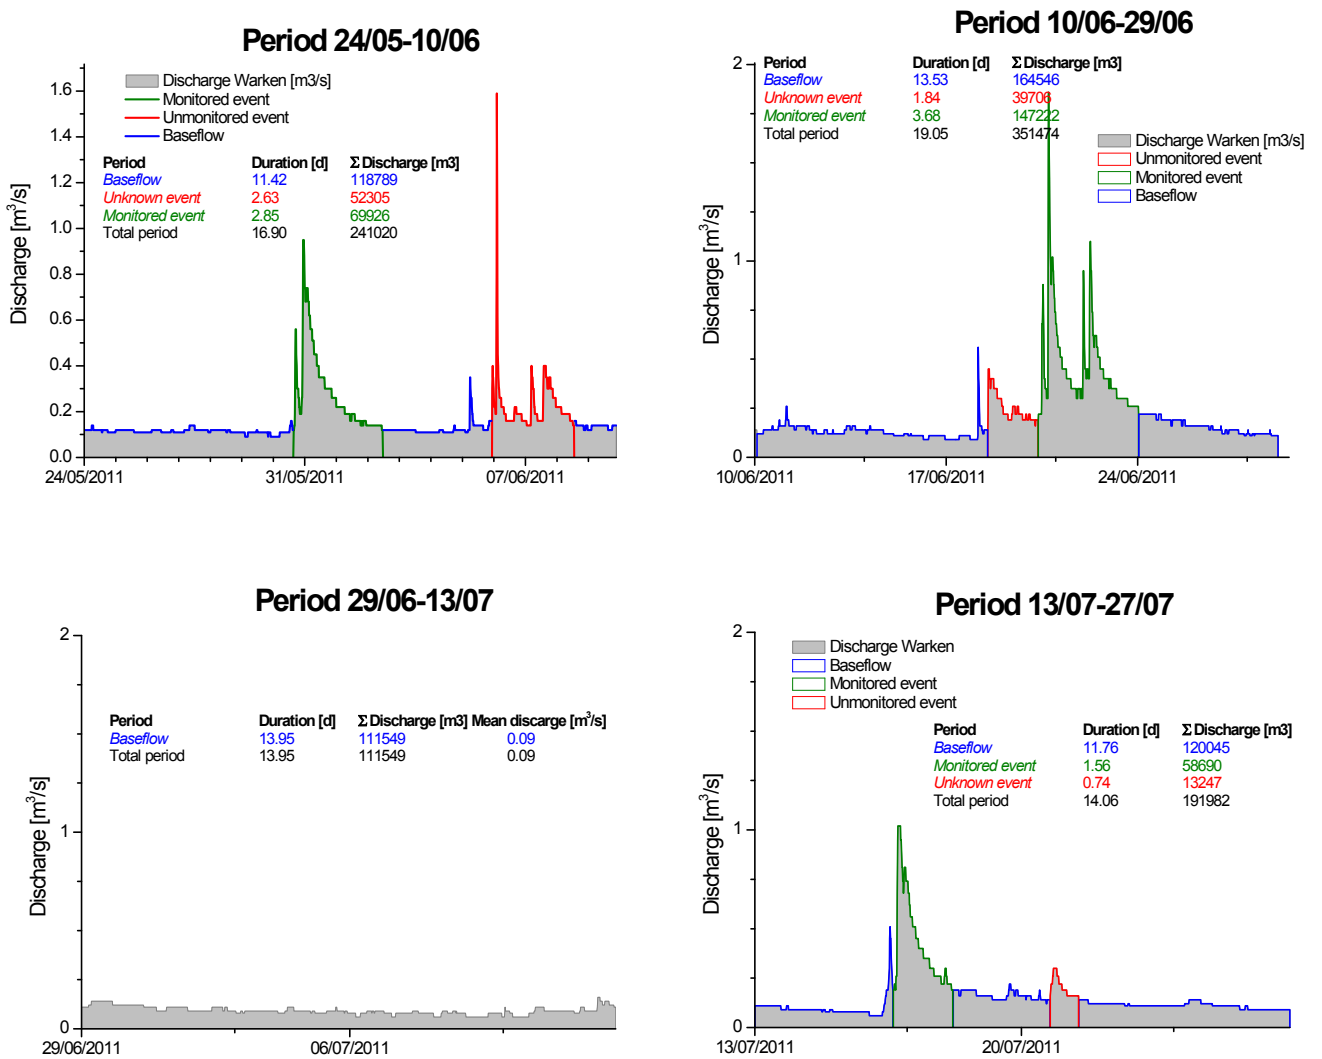 Period 24/05-10/06
Discharge Warken [m3/s]
Monitored event
Unmonitored event
Baseflow
Period Duration [d] Σ Discharge [m3]
Baseflow 11.42 118789
Unknown event 2.63 52305
Monitored event 2.85 69926
Total period 16.90 241020
Discharge [m³/s]
1.6
1.4
1.2
1.0
0.8
0.6
0.4
0.2
0.0
24/05/2011 31/05/2011 07/06/2011
Period 10/06-29/06
Period Duration [d] Σ Discharge [m3]
Baseflow 13.53 164546
Unknown event 1.84 39706
Monitored event 3.68 147222
Total period 19.05 351474
Discharge Warken [m3/s]
Unmonitored event
Monitored event
Baseflow
Discharge [m³/s]
2
1
0
10/06/2011 17/06/2011 24/06/2011
Period 29/06-13/07
Period Duration [d] Σ Discharge [m3] Mean discarge [m³/s]
Baseflow 13.95 111549 0.09
Total period 13.95 111549 0.09
Discharge [m³/s]
2
1
0
29/06/2011 06/07/2011
Period 13/07-27/07
Discharge Warken
Baseflow
Monitored event
Unmonitored event
Period Duration [d] Σ Discharge [m3]
Baseflow 11.76 120045
Monitored event 1.56 58690
Unknown event 0.74 13247
Total period 14.06 191982
Discharge [m³/s]
2
1
0
13/07/2011 20/07/2011